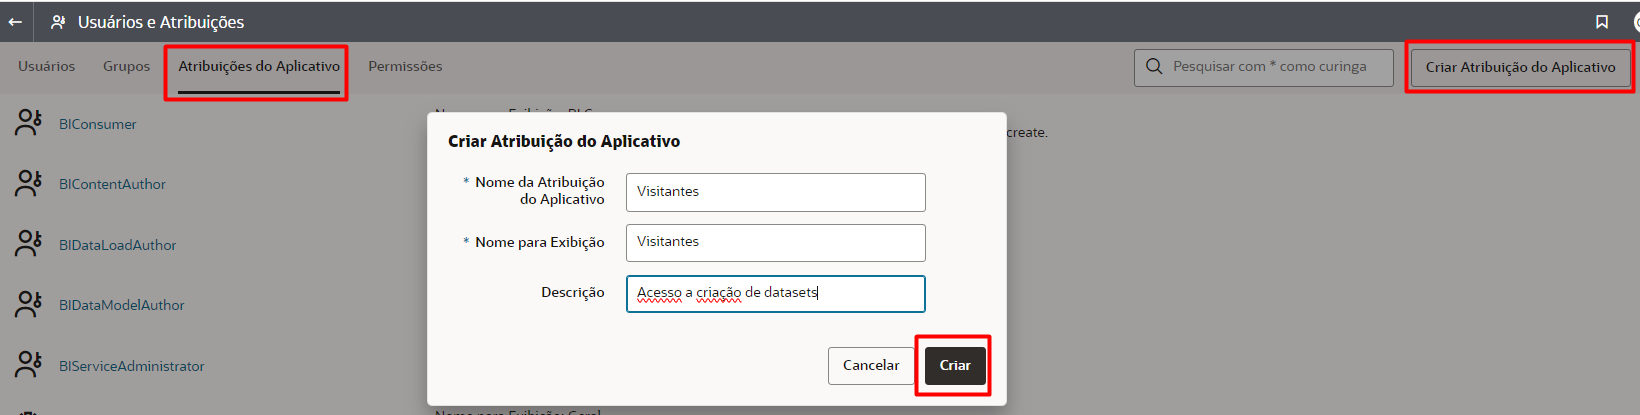 Usuários e Atribuições
Usuários Grupos Atribuições do Aplicativo Permissões Pesquisar com * como curinga Criar Atribuição do Aplicativo
BIConsumer
create.
Criar Atribuição do Aplicativo
* Nome da Atribuição
do Aplicativo Visitantes
BIContentAuthor
* Nome para Exibição Visitantes
BIDataLoadAuthor
Descrição Acesso a criação de datasets
BIDataModelAuthor
Cancelar Criar
BIServiceAdministrator